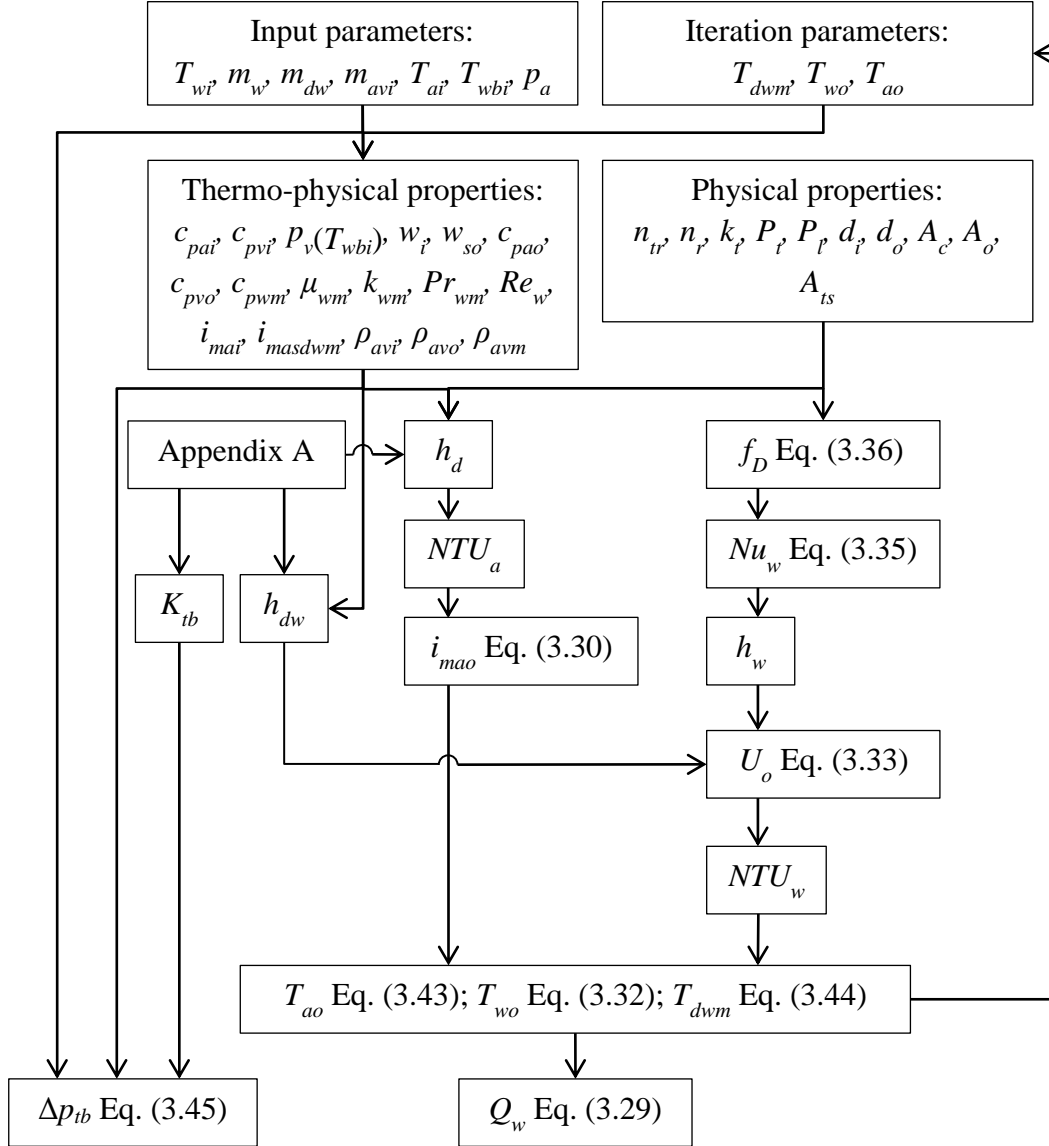 Input parameters:
T_wi, m_w, m_dw, m_avi, T_ai, T_wbi, p_a
Iteration parameters:
T_dwm, T_wo, T_ao
Thermo-physical properties:
c_pai, c_pvi, p_v(T_wbi), w_i, w_so, c_pao,
c_pvo, c_pwm, μ_wm, k_wm, Pr_wm, Re_w,
i_mai, i_masdwm, ρ_avi, ρ_avo, ρ_avm
Physical properties:
n_tr, n_r, k_t, P_t, P_l, d_i, d_o, A_c, A_o,
A_ts
Appendix A
h_d
f_D Eq. (3.36)
NTU_a
Nu_w Eq. (3.35)
K_tb
h_dw
i_mao Eq. (3.30)
h_w
U_o Eq. (3.33)
NTU_w
T_ao Eq. (3.43); T_wo Eq. (3.32); T_dwm Eq. (3.44)
Δp_tb Eq. (3.45)
Q_w Eq. (3.29)